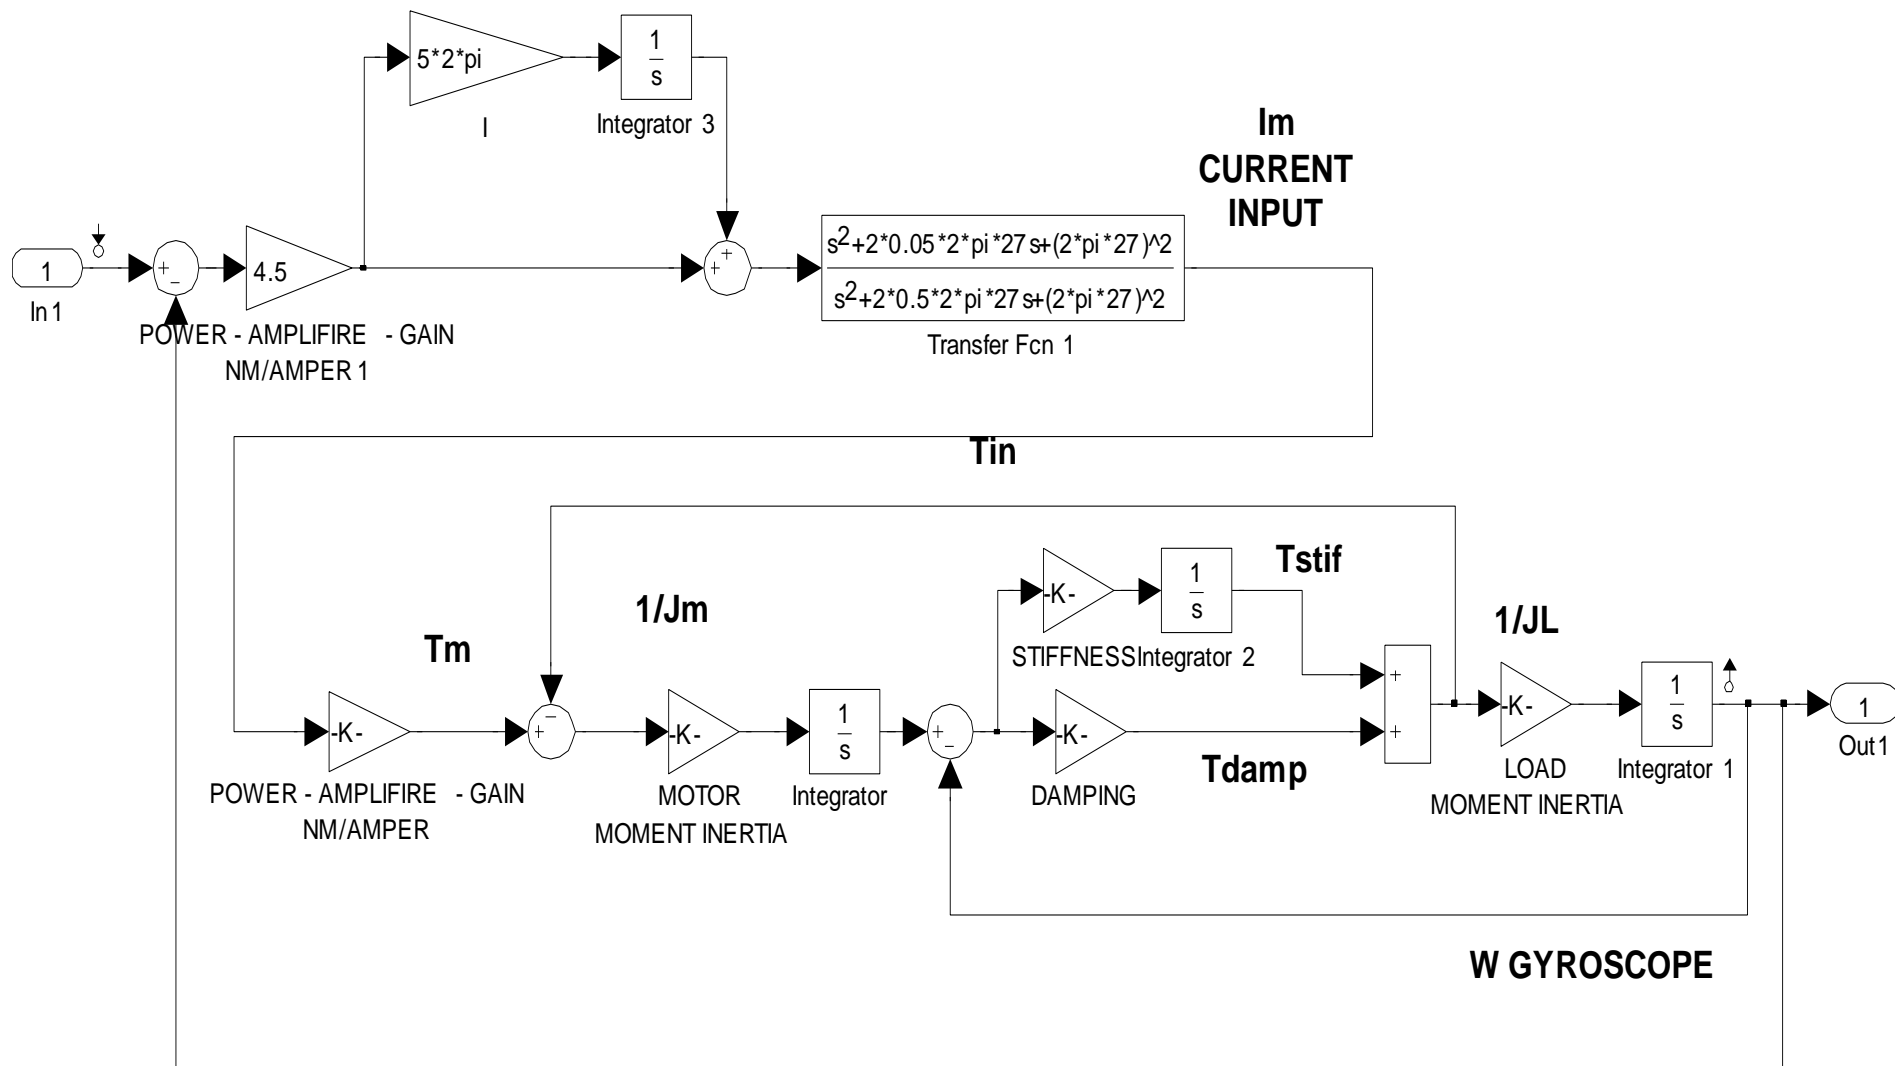 5*2*pi
1
s
I
Integrator 3
Im
CURRENT
INPUT
1
In1
+
−
4.5
+
+
s2+2*0.05*2*pi*27s+(2*pi*27)^2
s2+2*0.5*2*pi*27s+(2*pi*27)^2
Transfer Fcn 1
POWER - AMPLIFIRE - GAIN
NM/AMPER 1
Tin
Tstif
-K-
1
s
STIFFNESS
Integrator 2
1/Jm
1/JL
Tm
-K-
POWER - AMPLIFIRE - GAIN
NM/AMPER
−
+
-K-
MOTOR
MOMENT INERTIA
1
s
Integrator
+
−
-K-
DAMPING
Tdamp
+
+
-K-
LOAD
MOMENT INERTIA
1
s
Integrator 1
1
Out1
W GYROSCOPE